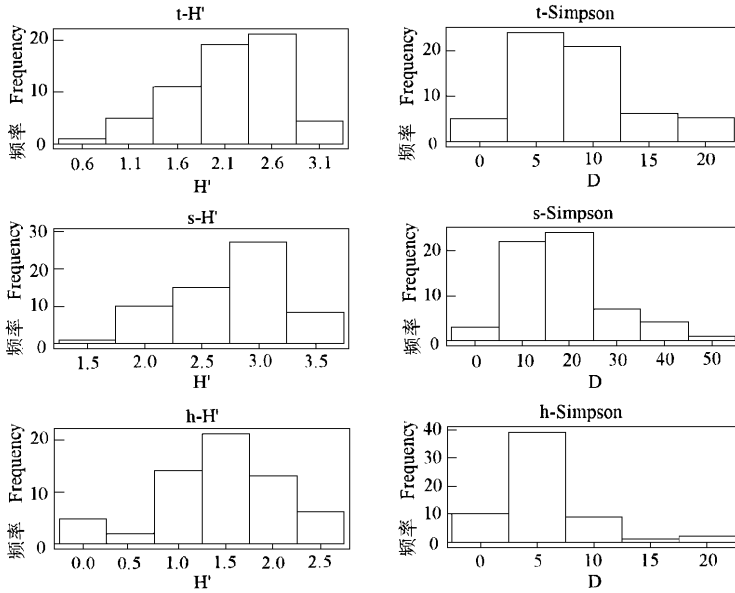 t-H'
频率 Frequency
20
10
0
0.6 1.1 1.6 2.1 2.6 3.1
H'
t-Simpson
频率 Frequency
20
10
0
0 5 10 15 20
D
s-H'
频率 Frequency
30
20
10
0
1.5 2.0 2.5 3.0 3.5
H'
s-Simpson
频率 Frequency
20
10
0
0 10 20 30 40 50
D
h-H'
频率 Frequency
20
10
0
0.0 0.5 1.0 1.5 2.0 2.5
H'
h-Simpson
频率 Frequency
40
30
20
10
0
0 5 10 15 20
D